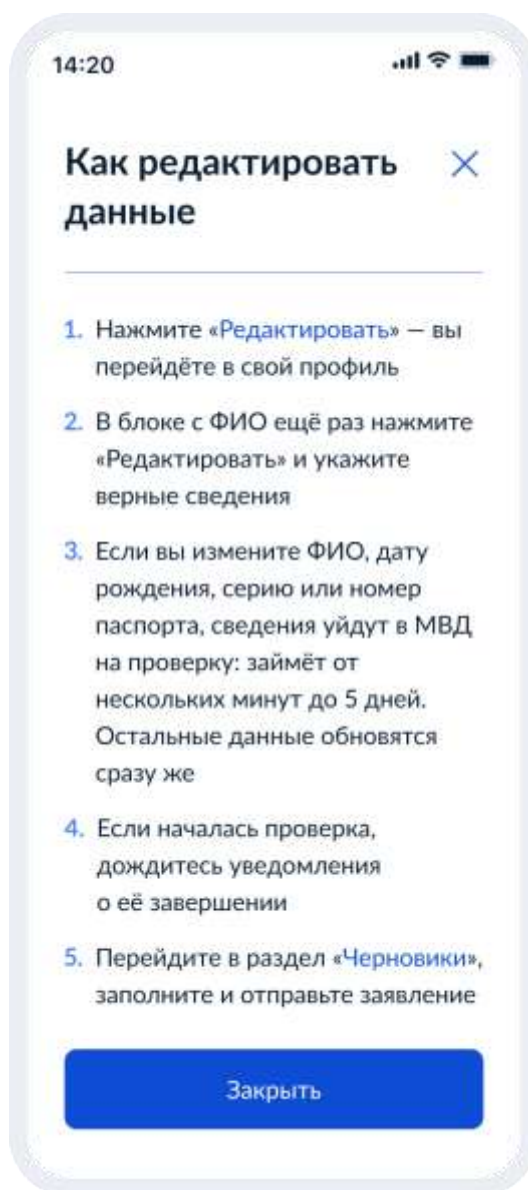 14:20
Как редактировать
данные
1. Нажмите «Редактировать» — вы
перейдёте в свой профиль
2. В блоке с ФИО ещё раз нажмите
«Редактировать» и укажите
верные сведения
3. Если вы измените ФИО, дату
рождения, серию или номер
паспорта, сведения уйдут в МВД
на проверку: займёт от
нескольких минут до 5 дней.
Остальные данные обновятся
сразу же
4. Если началась проверка,
дождитесь уведомления
о её завершении
5. Перейдите в раздел «Черновики»,
заполните и отправьте заявление
Закрыть